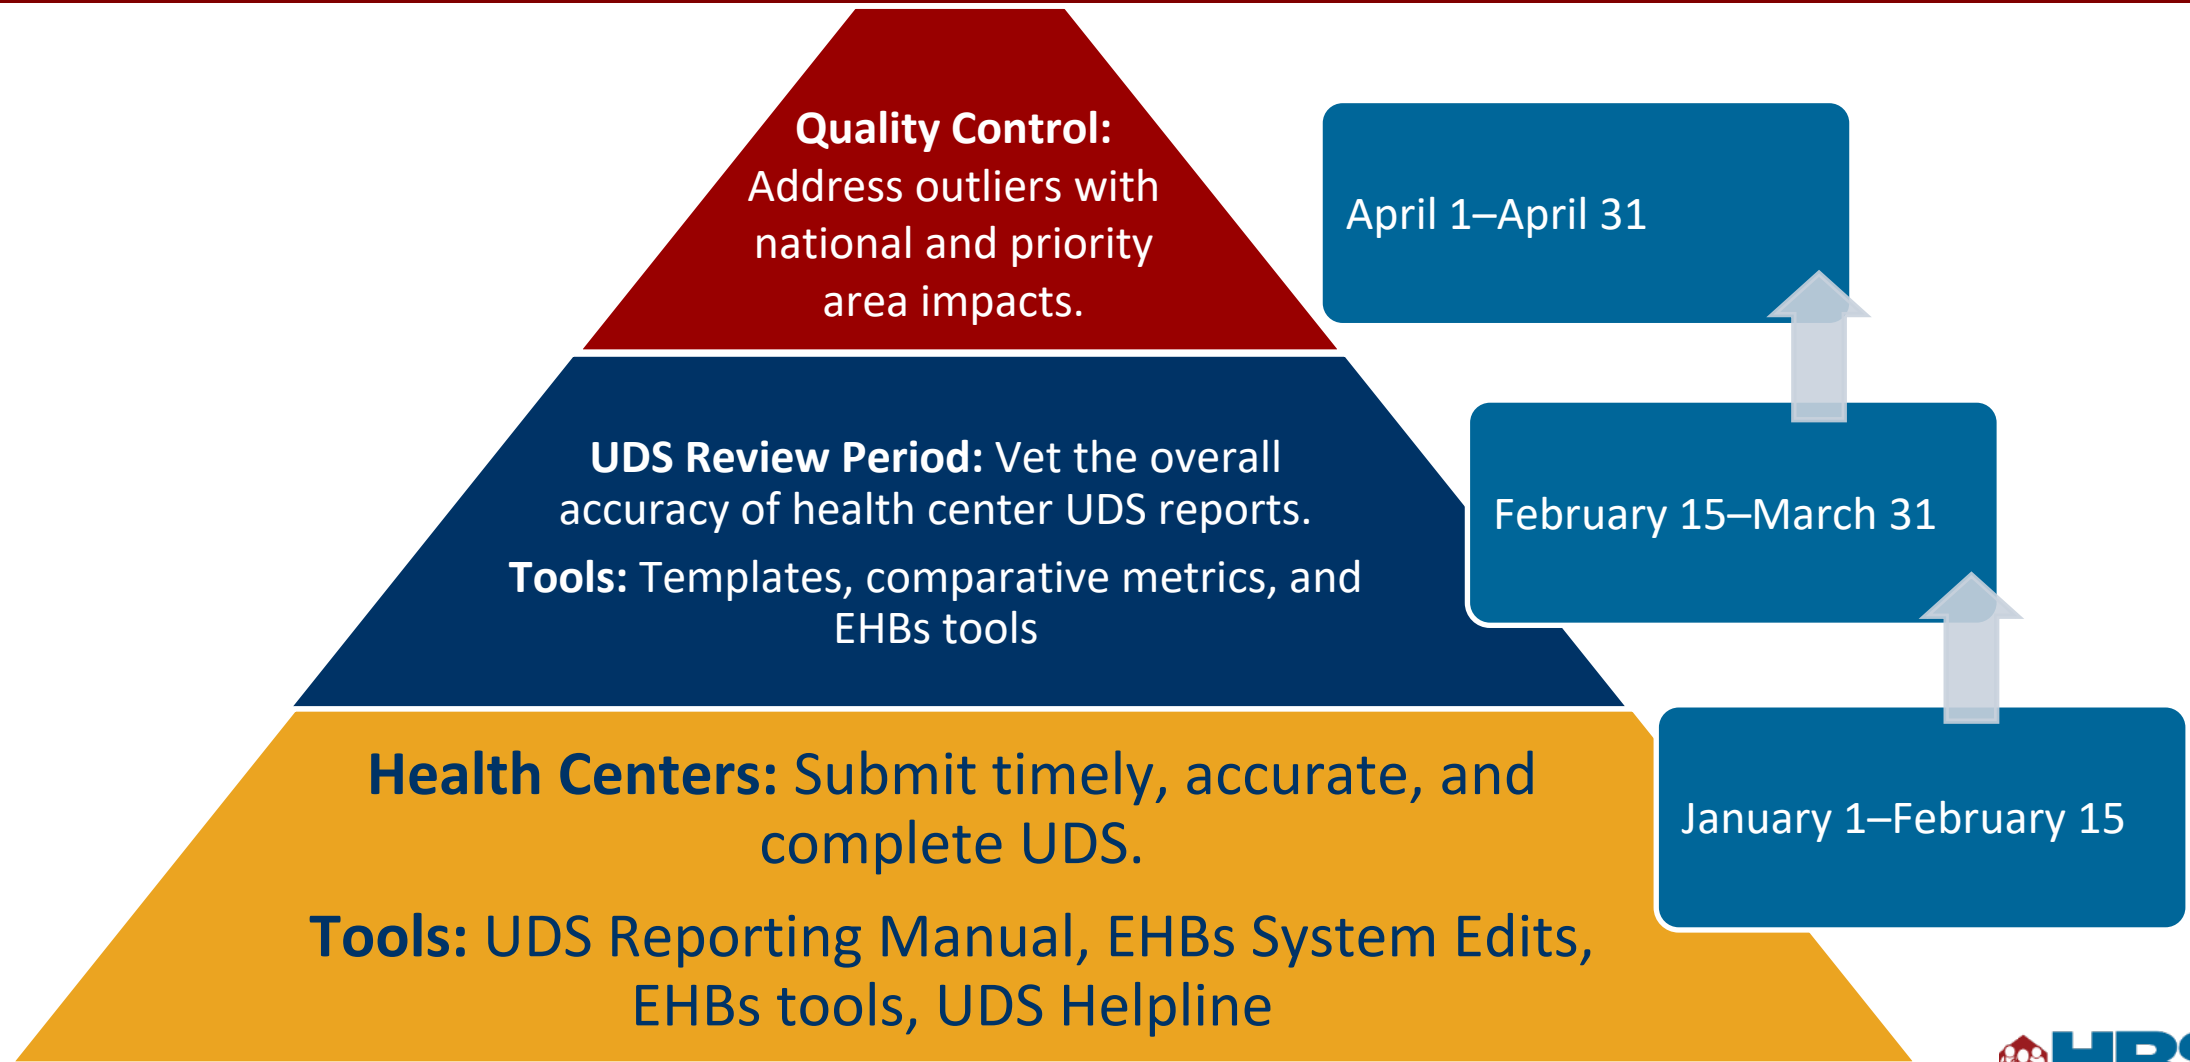 Quality Control:
Address outliers with
national and priority
area impacts.
April 1–April 31
UDS Review Period: Vet the overall
accuracy of health center UDS reports.
Tools: Templates, comparative metrics, and
EHBs tools
February 15–March 31
Health Centers: Submit timely, accurate, and
complete UDS.
Tools: UDS Reporting Manual, EHBs System Edits,
EHBs tools, UDS Helpline
January 1–February 15